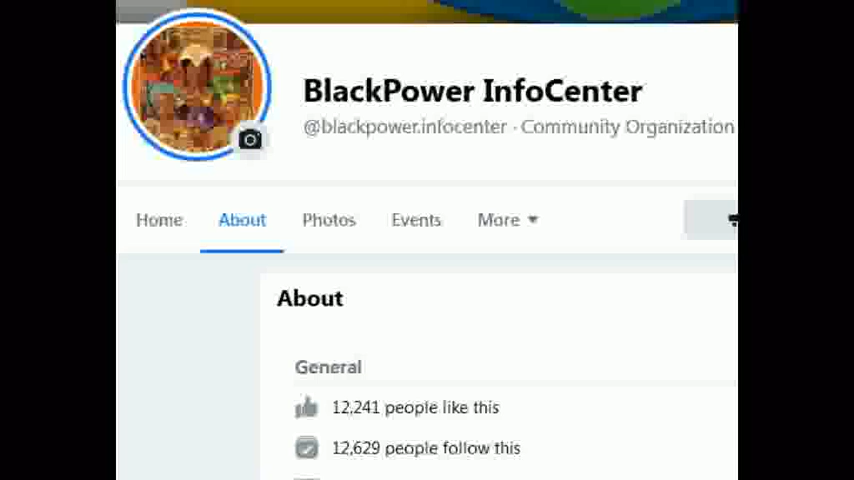 BlackPower InfoCenter
@blackpower.infocenter · Community Organization
Home About Photos Events More
About
General
12,241 people like this
12,629 people follow this